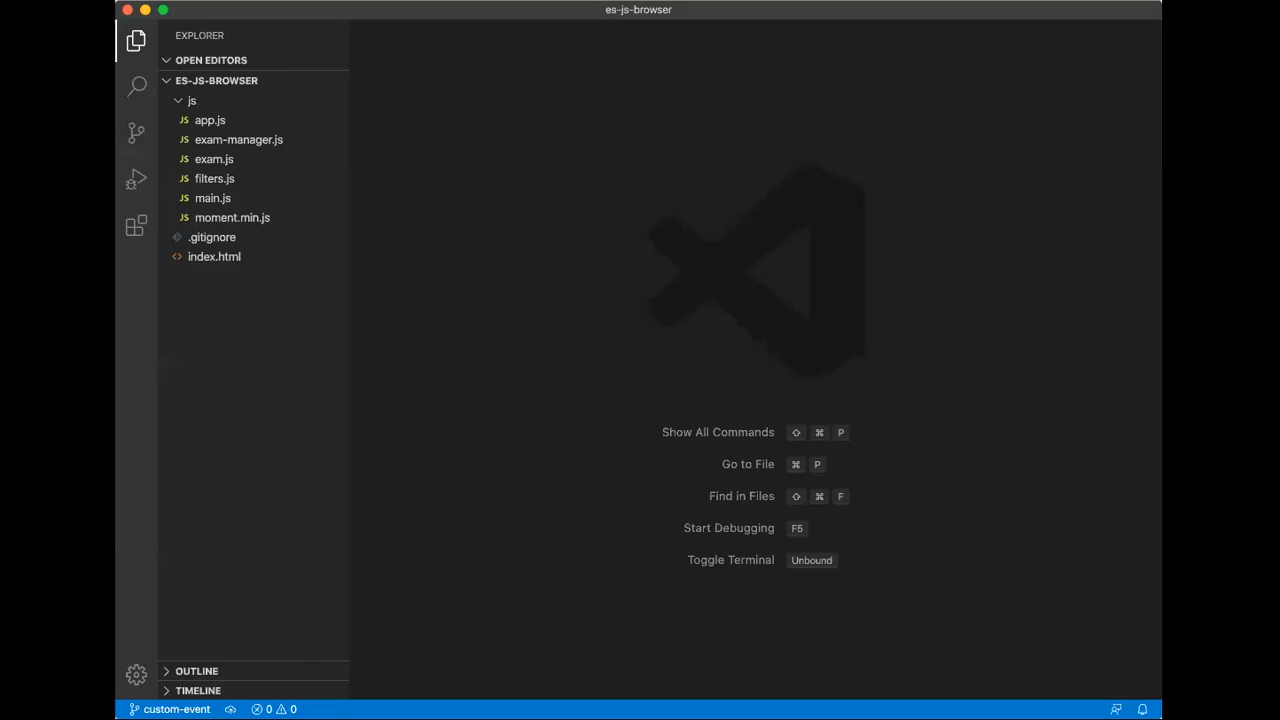 es-js-browser
EXPLORER
OPEN EDITORS
ES-JS-BROWSER
js
JS app.js
JS exam-manager.js
JS exam.js
JS filters.js
JS main.js
JS moment.min.js
.gitignore
<> index.html
Show All Commands ⇧ ⌘ P
Go to File ⌘ P
Find in Files ⇧ ⌘ F
Start Debugging F5
Toggle Terminal Unbound
OUTLINE
TIMELINE
custom-event 0 0